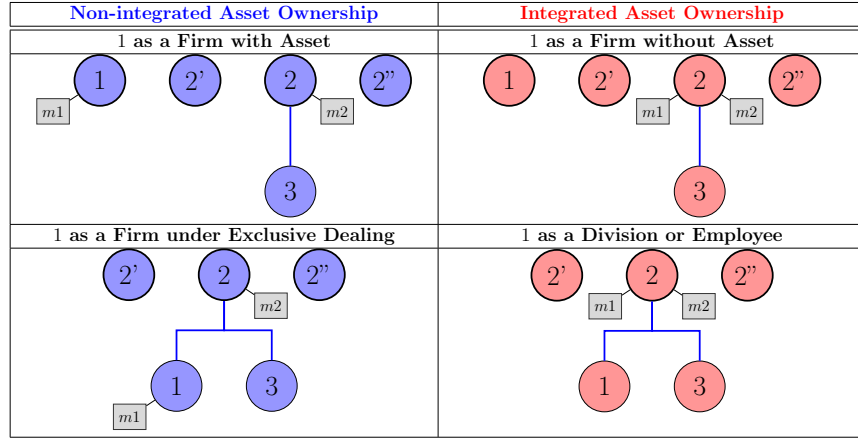 Non-integrated Asset Ownership Integrated Asset Ownership
1 as a Firm with Asset 1 as a Firm without Asset
1 2' 2 2" 1 2' 2 2"
m1 m2 m1 m2
3 3
1 as a Firm under Exclusive Dealing 1 as a Division or Employee
2' 2 2" 2' 2 2"
m2 m1 m2
1 3 1 3
m1